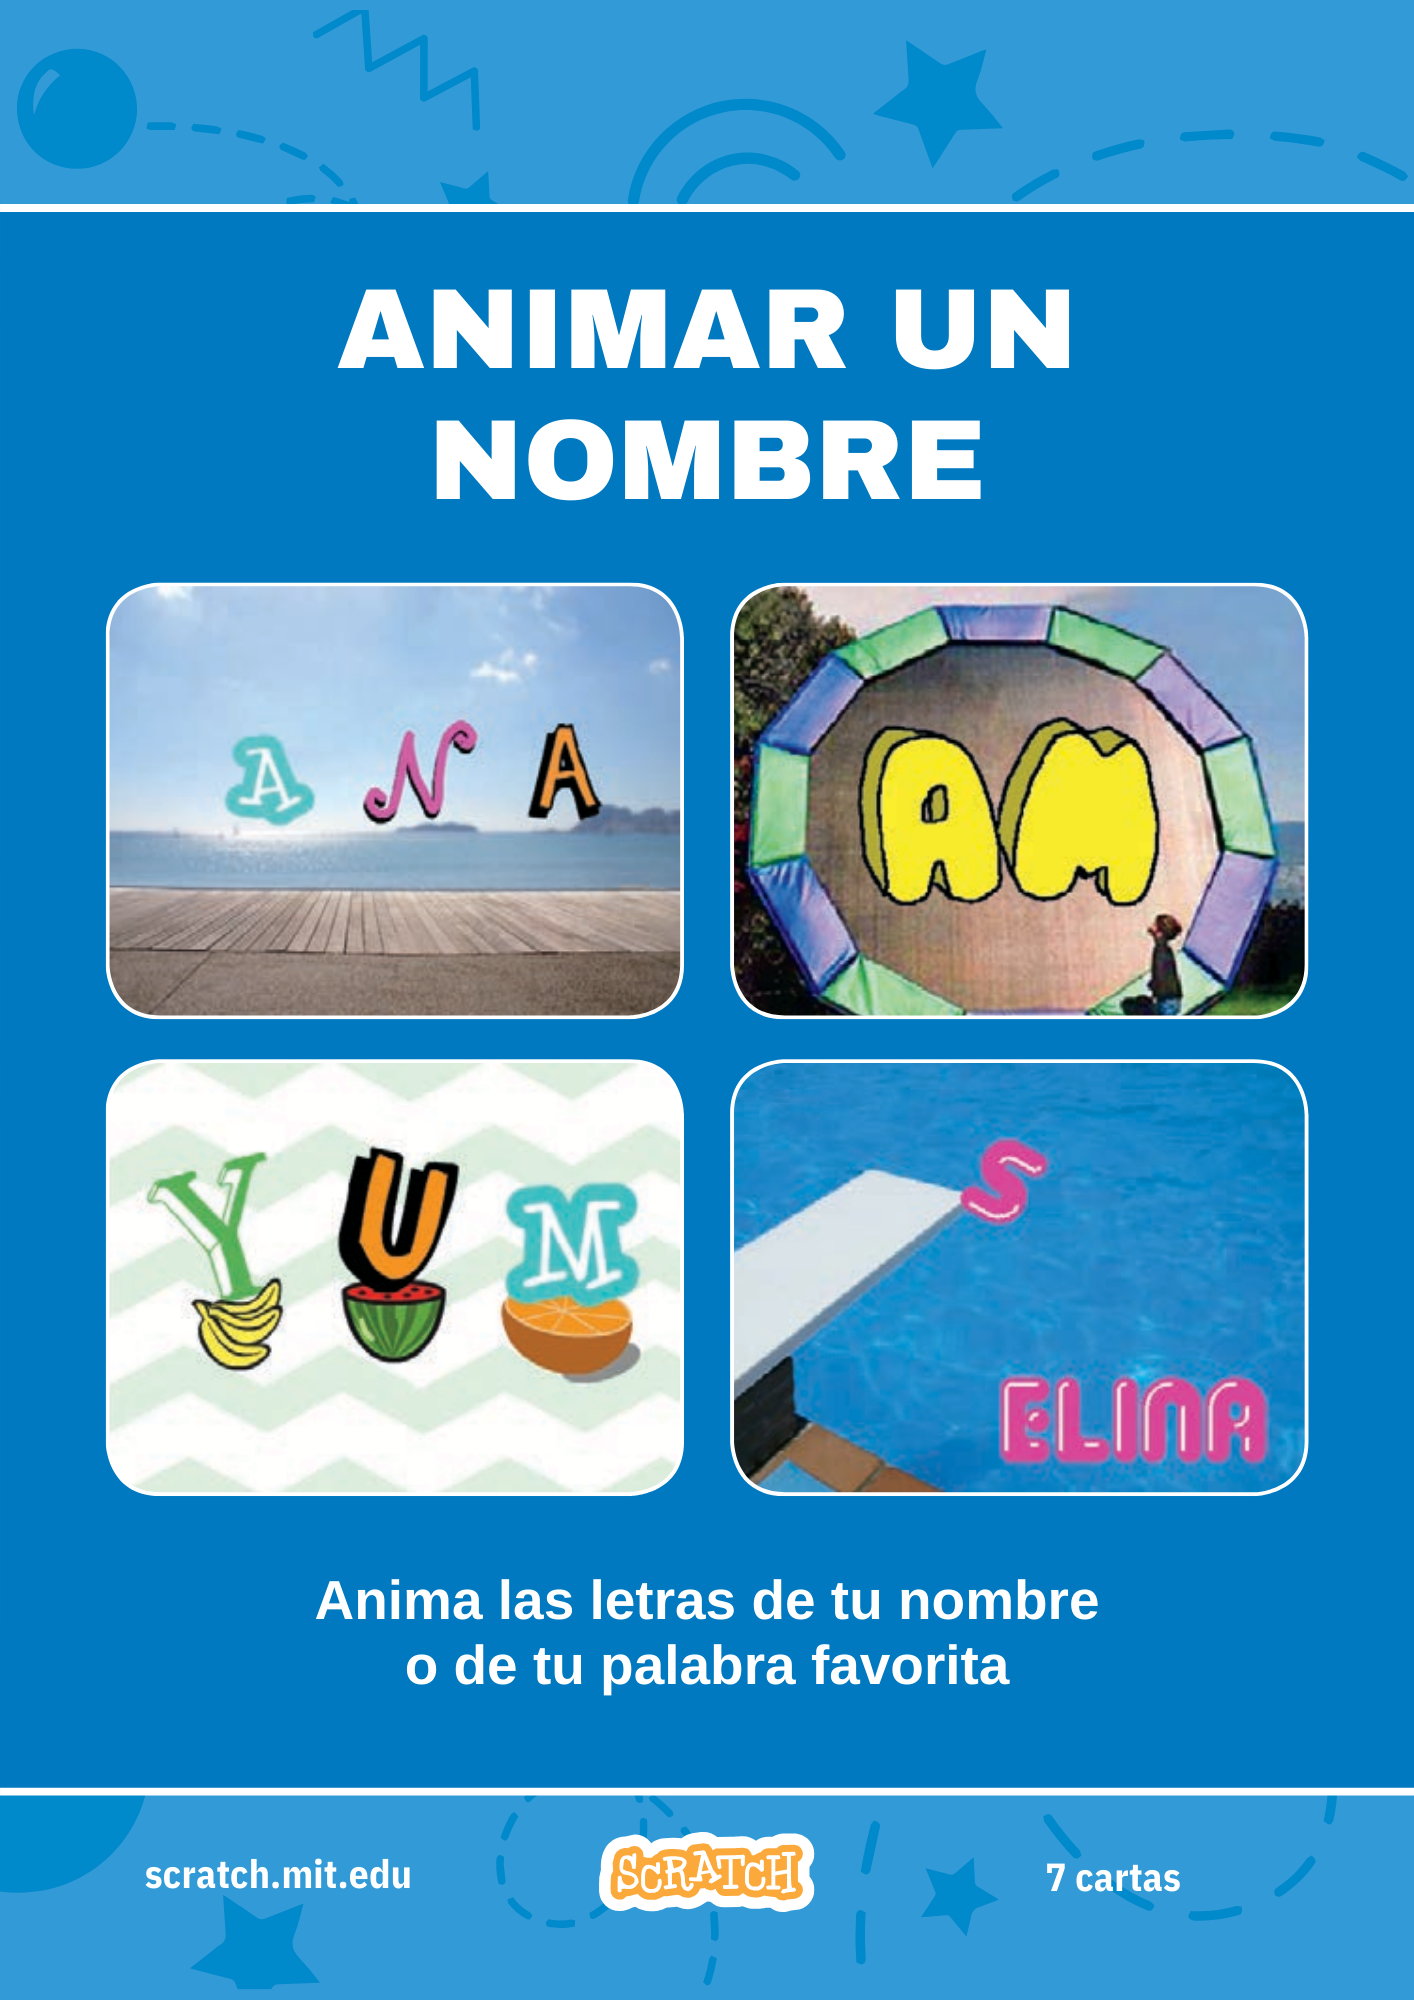 ANIMAR UN
NOMBRE
A N A
AM
YUM
S
ELINA
Anima las letras de tu nombre
o de tu palabra favorita
scratch.mit.edu
SCRATCH
7 cartas